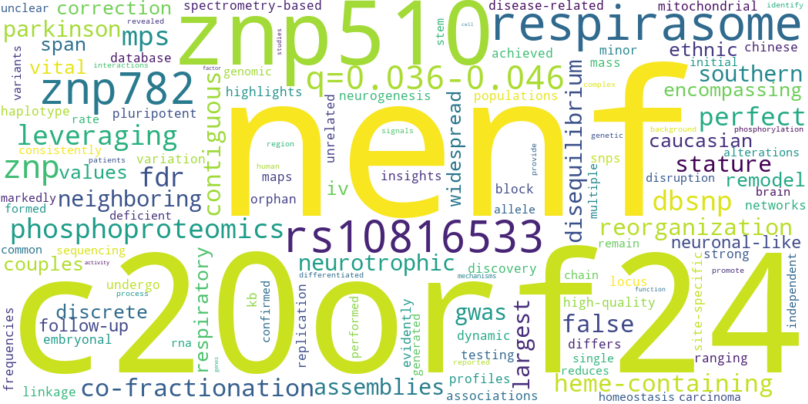 unclear
revealed
spectrometry-based
disease-related
mitochondrial
identify
correction
parkinson
mps
span
database
vital
variants
interactions
znp510
stem
cell
studies
respirasome
achieved
minor
ethnic
chinese
mass
initial
southern
q=0.036-0.046
genomic
factor
highlights
neurogenesis
populations
complex
encompassing
znp782
pluripotent
haplotype
rate
consistently
leveraging
contiguous
nenf
unrelated
widespread
signals
disequilibrium
background
perfect
phosphorylation
caucasian
genetic
alterations
snps
stature
znp
values
variation
patients
region
human
maps
insights
iv
orphan
block
allele
provide
multiple
disruption
remodel
brain
fdr
markedly
neighboring
formed
deficient
dbsnp
networks
phosphoproteomics
rs10816533
reorganization
remain
neuronal-like
common
sequencing
couples
activity
respiratory
neurotrophic
discovery
differentiated
mechanisms
chain
locus
strong
promote
independent
undergo
process
c20orf24
kb
confirmed
replication
performed
evidently
generated
gwas
dynamic
largest
high-quality
site-specific
function
frequencies
discrete
follow-up
embryonal
rna
genes
testing
profiles
reported
false
differs
single
reduces
ranging
linkage
co-fractionation
assemblies
associations
heme-containing
homeostasis
carcinoma